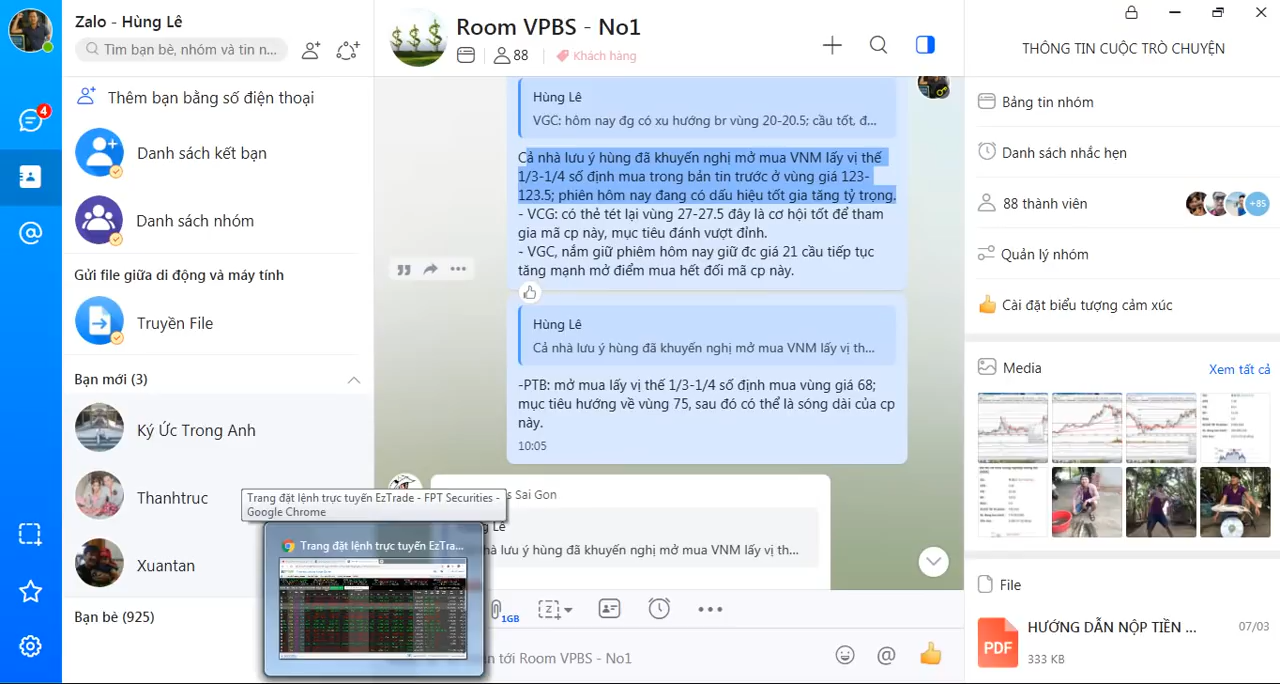 Zalo - Hùng Lê
Tìm bạn bè, nhóm và tin n...
4
Thêm bạn bằng số điện thoại
Danh sách kết bạn
Danh sách nhóm
Gửi file giữa di động và máy tính
Truyền File
Bạn mới (3)
Ký Ức Trong Anh
Thanhtruc
Xuantan
Bạn bè (925)
Room VPBS - No1
88
Khách hàng
Hùng Lê
VGC: hôm nay đg có xu hướng br vùng 20-20.5; cầu tốt, đ...
Cả nhà lưu ý hùng đã khuyến nghị mở mua VNM lấy vị thế
1/3-1/4 số định mua trong bản tin trước ở vùng giá 123-
123.5; phiên hôm nay đang có dấu hiệu tốt gia tăng tỷ trọng.
- VCG: có thẻ tét lại vùng 27-27.5 đây là cơ hội tốt để tham
gia mã cp này, mục tiêu đánh vượt đỉnh.
- VGC, nắm giữ phiêm hôm nay giữ đc giá 21 cầu tiếp tục
tăng mạnh mở điểm mua hết đối mã cp này.
Hùng Lê
Cả nhà lưu ý hùng đã khuyến nghị mở mua VNM lấy vị th...
-PTB: mở mua lấy vị thế 1/3-1/4 số định mua vùng giá 68;
mục tiêu hướng về vùng 75, sau đó có thể là sóng dài của cp
này.
10:05
s Sai Gon
g Lê
hà lưu ý hùng đã khuyến nghị mở mua VNM lấy vị th...
Trang đặt lệnh trực tuyến EzTrade - FPT Securities -
Google Chrome
Trang đặt lệnh trực tuyến EzTra...
1GB
n tới Room VPBS - No1
THÔNG TIN CUỘC TRÒ CHUYỆN
Bảng tin nhóm
Danh sách nhắc hẹn
88 thành viên
+85
Quản lý nhóm
Cài đặt biểu tượng cảm xúc
Media
Xem tất cả
File
PDF
HƯỚNG DẪN NỘP TIỀN ...
08/03
333 KB